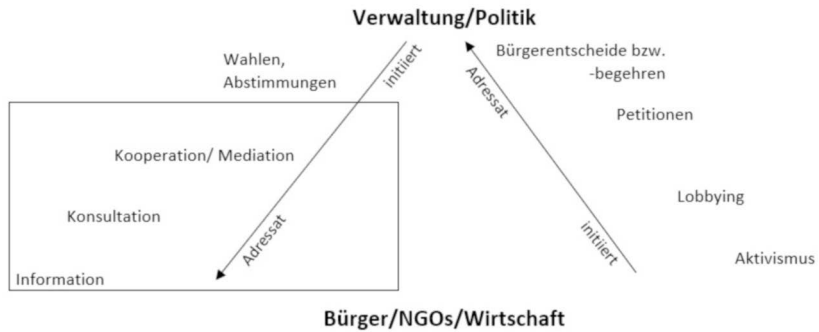 Verwaltung/Politik
Wahlen,
Abstimmungen
initiiert
Adressat
Bürgerentscheide bzw.
-begehren
Petitionen
Kooperation/ Mediation
Konsultation
Lobbying
Adressat
initiiert
Aktivismus
Information
Bürger/NGOs/Wirtschaft